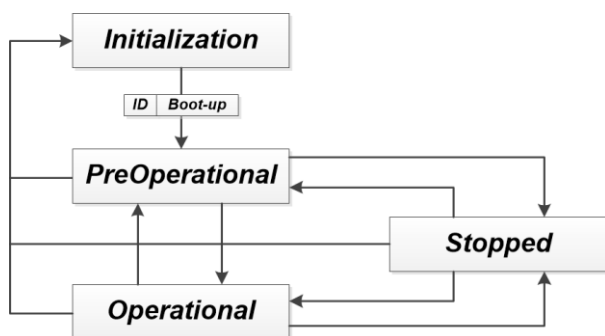 Initialization
ID Boot-up
PreOperational
Stopped
Operational